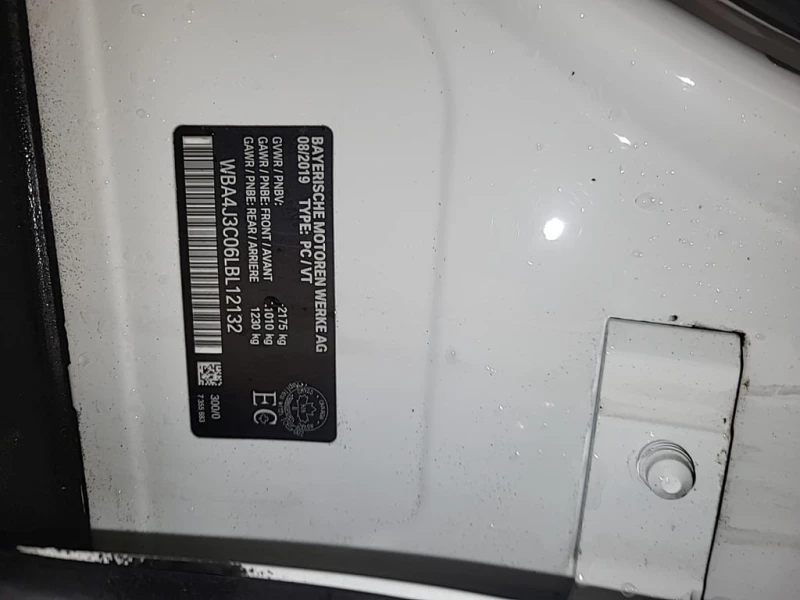 BAYERISCHE MOTOREN WERKE AG
08/2019 TYPE: PC/VT
GVWR / PNBV: 2175 kg
GAWR / PNBE: FRONT / AVANT 1010 kg
GAWR / PNBE: REAR / ARRIERE 1230 kg
WBA4J3C06LBL12132
EC
300/0
7 355 883